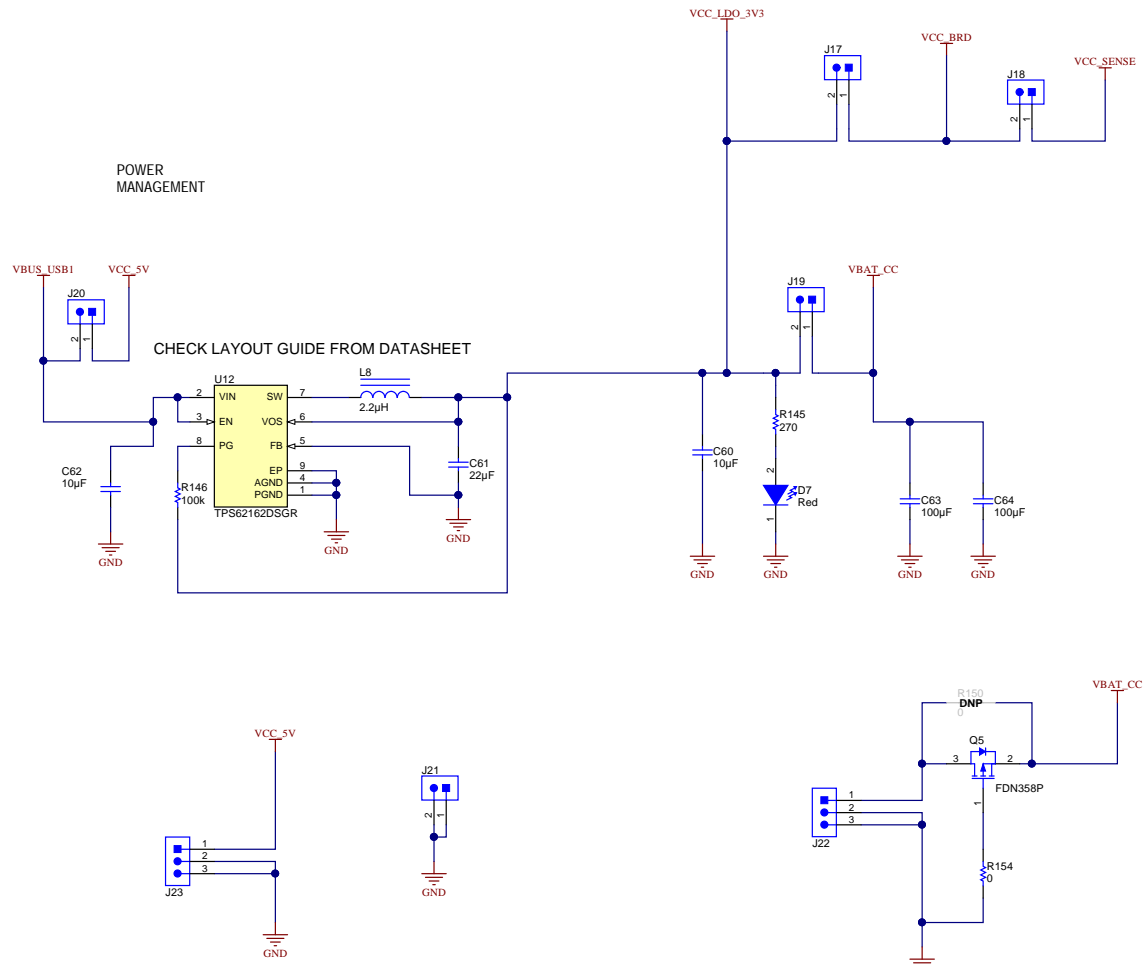 VCC_LDO_3V3
J17
2
1
VCC_BRD
J18
2
1
VCC_SENSE
POWER
MANAGEMENT
VBUS_USB1
VCC_5V
J20
2
1
J19
2
1
VBAT_CC
CHECK LAYOUT GUIDE FROM DATASHEET
U12
2
VIN
3
EN
8
PG
SW
7
VOS
6
FB
5
EP
9
AGND
4
PGND
1
TPS62162DSGR
L8
2.2µH
C62
10µF
GND
R146
100k
GND
C61
22µF
GND
C60
10µF
GND
R145
270
2
D7
Red
1
GND
C63
100µF
GND
C64
100µF
GND
VCC_5V
1
2
3
J23
GND
J21
2
1
GND
R150
DNP
0
VBAT_CC
Q5
3
2
FDN358P
1
1
2
3
J22
R154
0